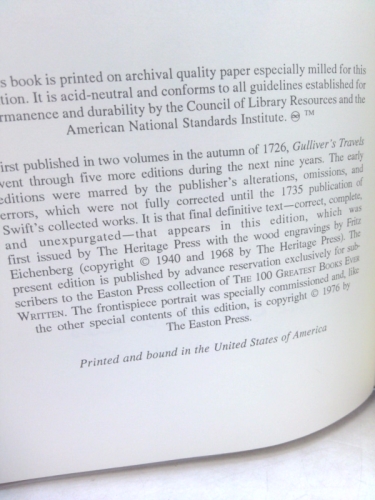 s book is printed on archival quality paper especially milled for this
tion. It is acid-neutral and conforms to all guidelines established for
rmanence and durability by the Council of Library Resources and the
American National Standards Institute. ♾ ™
irst published in two volumes in the autumn of 1726, Gulliver's Travels
vent through five more editions during the next nine years. The early
editions were marred by the publisher's alterations, omissions, and
errors, which were not fully corrected until the 1735 publication of
Swift's collected works. It is that final definitive text—correct, complete,
and unexpurgated—that appears in this edition, which was
first issued by The Heritage Press with the wood engravings by Fritz
Eichenberg (copyright © 1940 and 1968 by The Heritage Press). The
present edition is published by advance reservation exclusively for sub-
scribers to the Easton Press collection of THE 100 GREATEST BOOKS EVER
WRITTEN. The frontispiece portrait was specially commissioned and, like
the other special contents of this edition, is copyright © 1976 by
The Easton Press.
Printed and bound in the United States of America